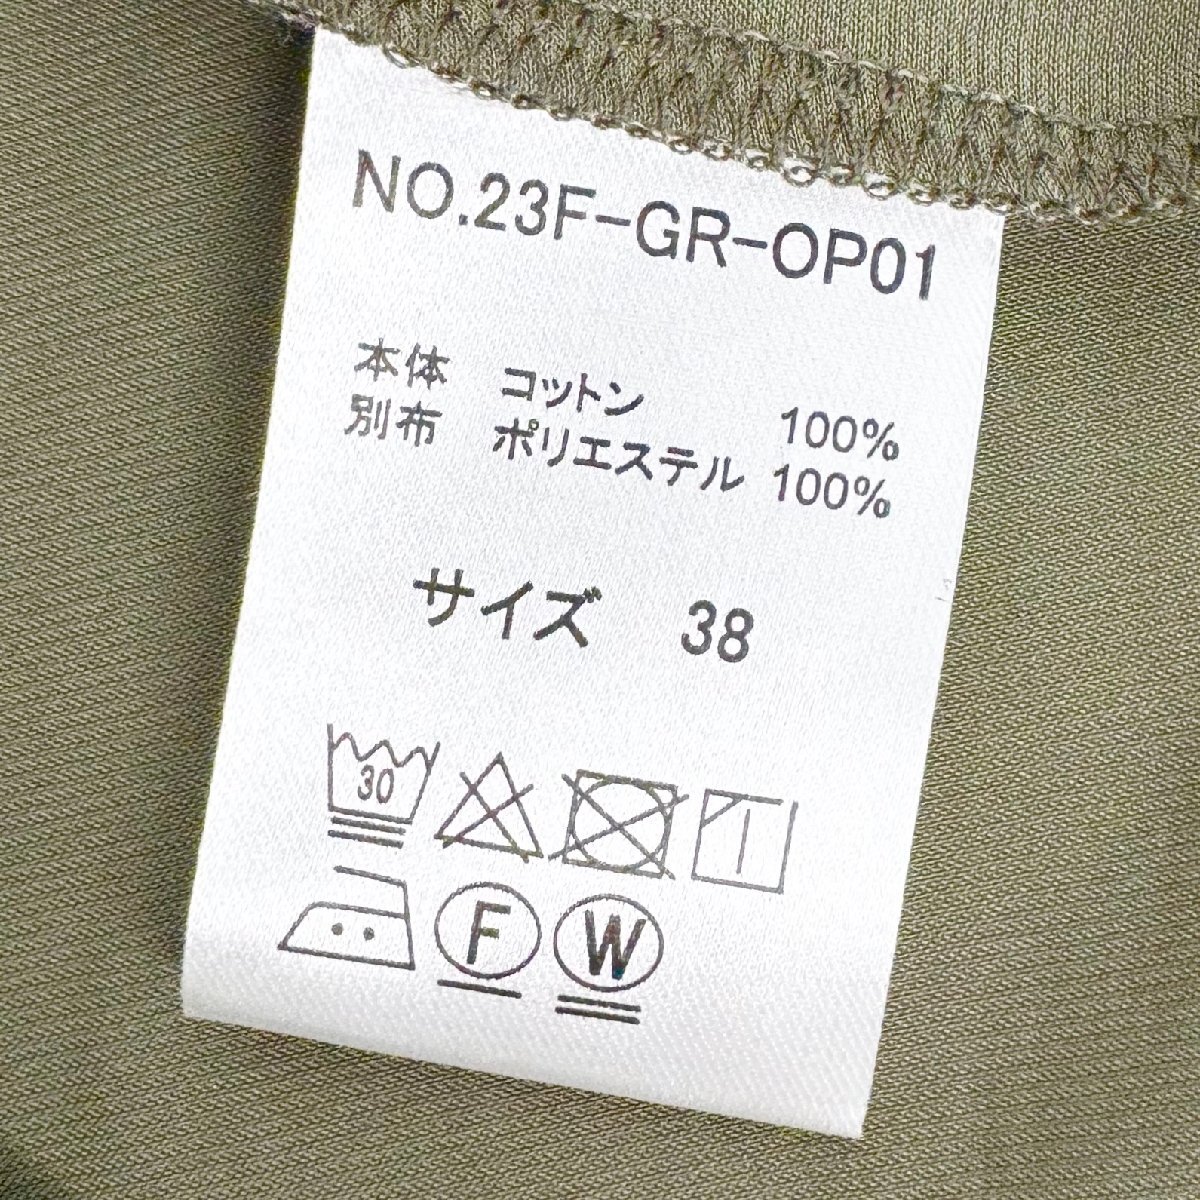 NO.23F-GR-OP01
本体 コットン 100%
別布 ポリエステル 100%
サイズ 38
30
F W